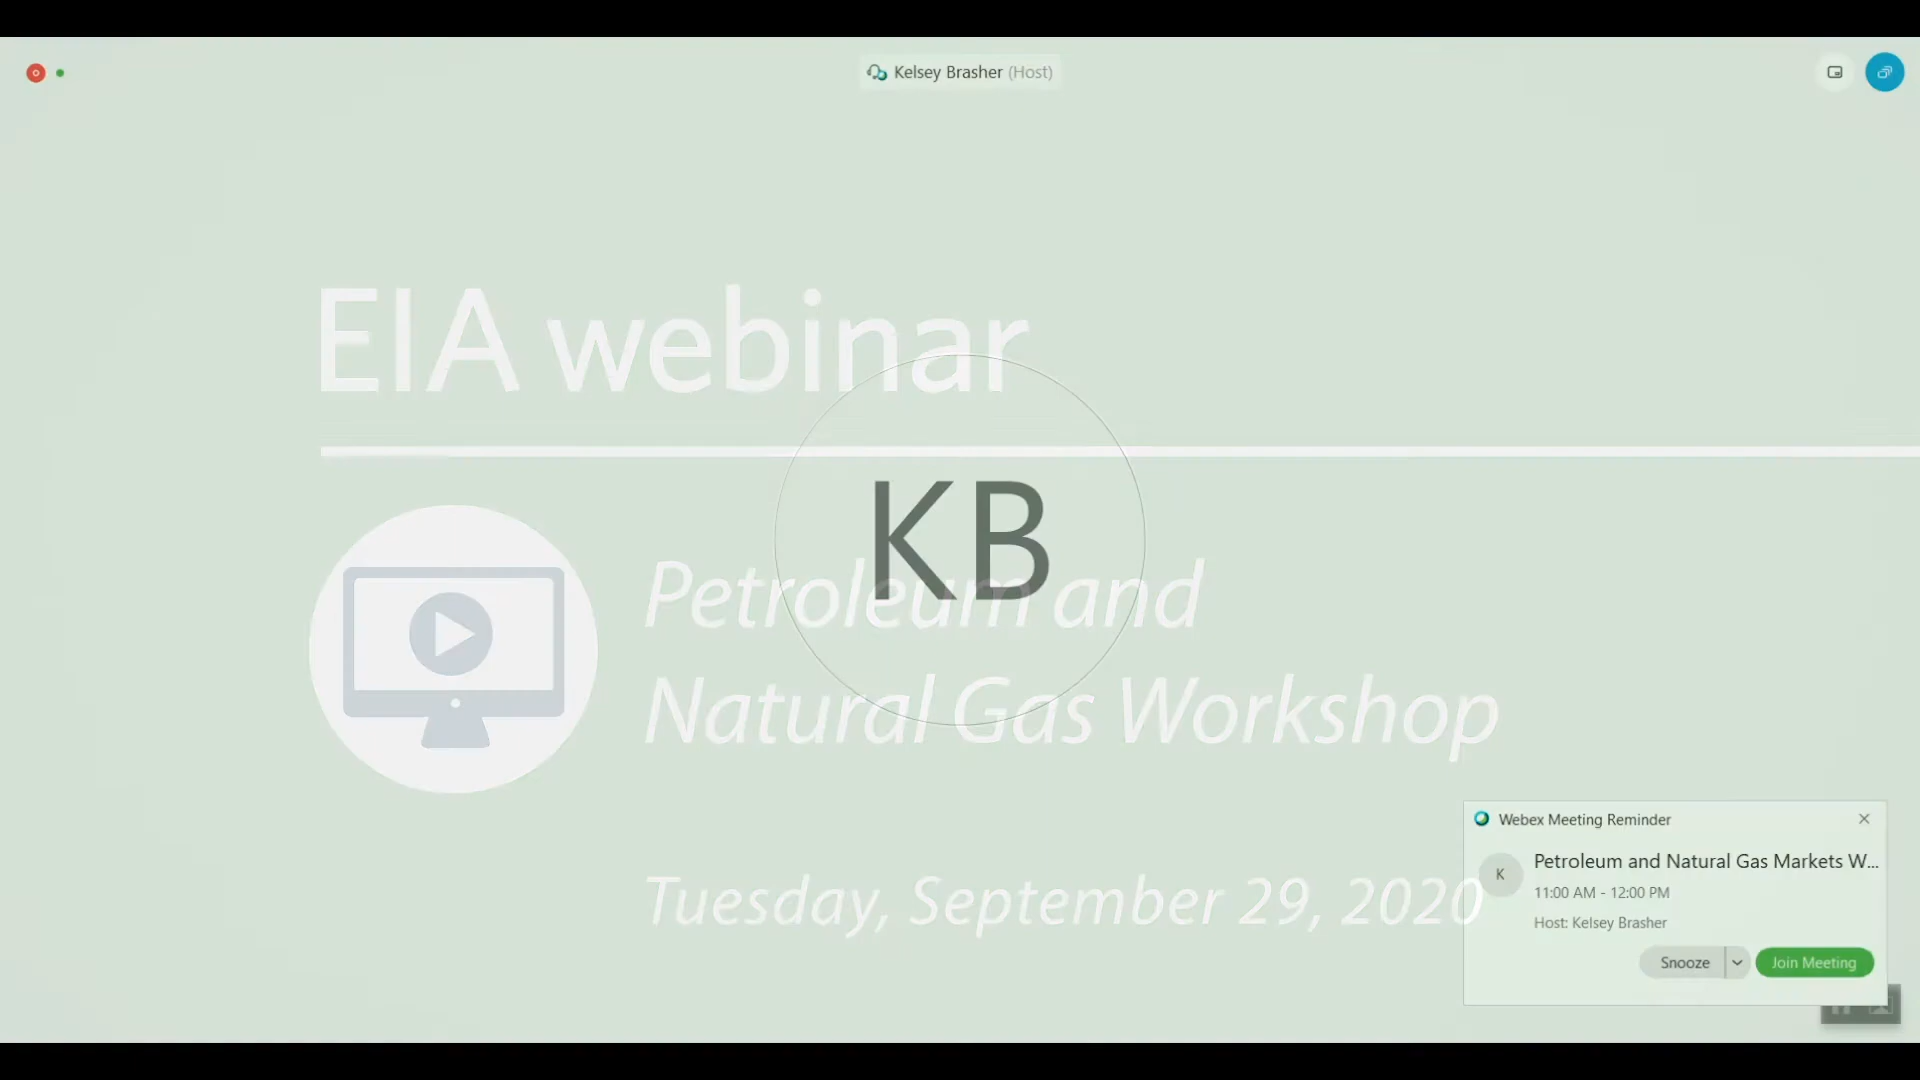 Kelsey Brasher (Host)
EIA webinar
KB
Petroleum and
Natural Gas Workshop
Tuesday, September 29, 2020
Webex Meeting Reminder
K
Petroleum and Natural Gas Markets W...
11:00 AM - 12:00 PM
Host: Kelsey Brasher
Snooze
Join Meeting